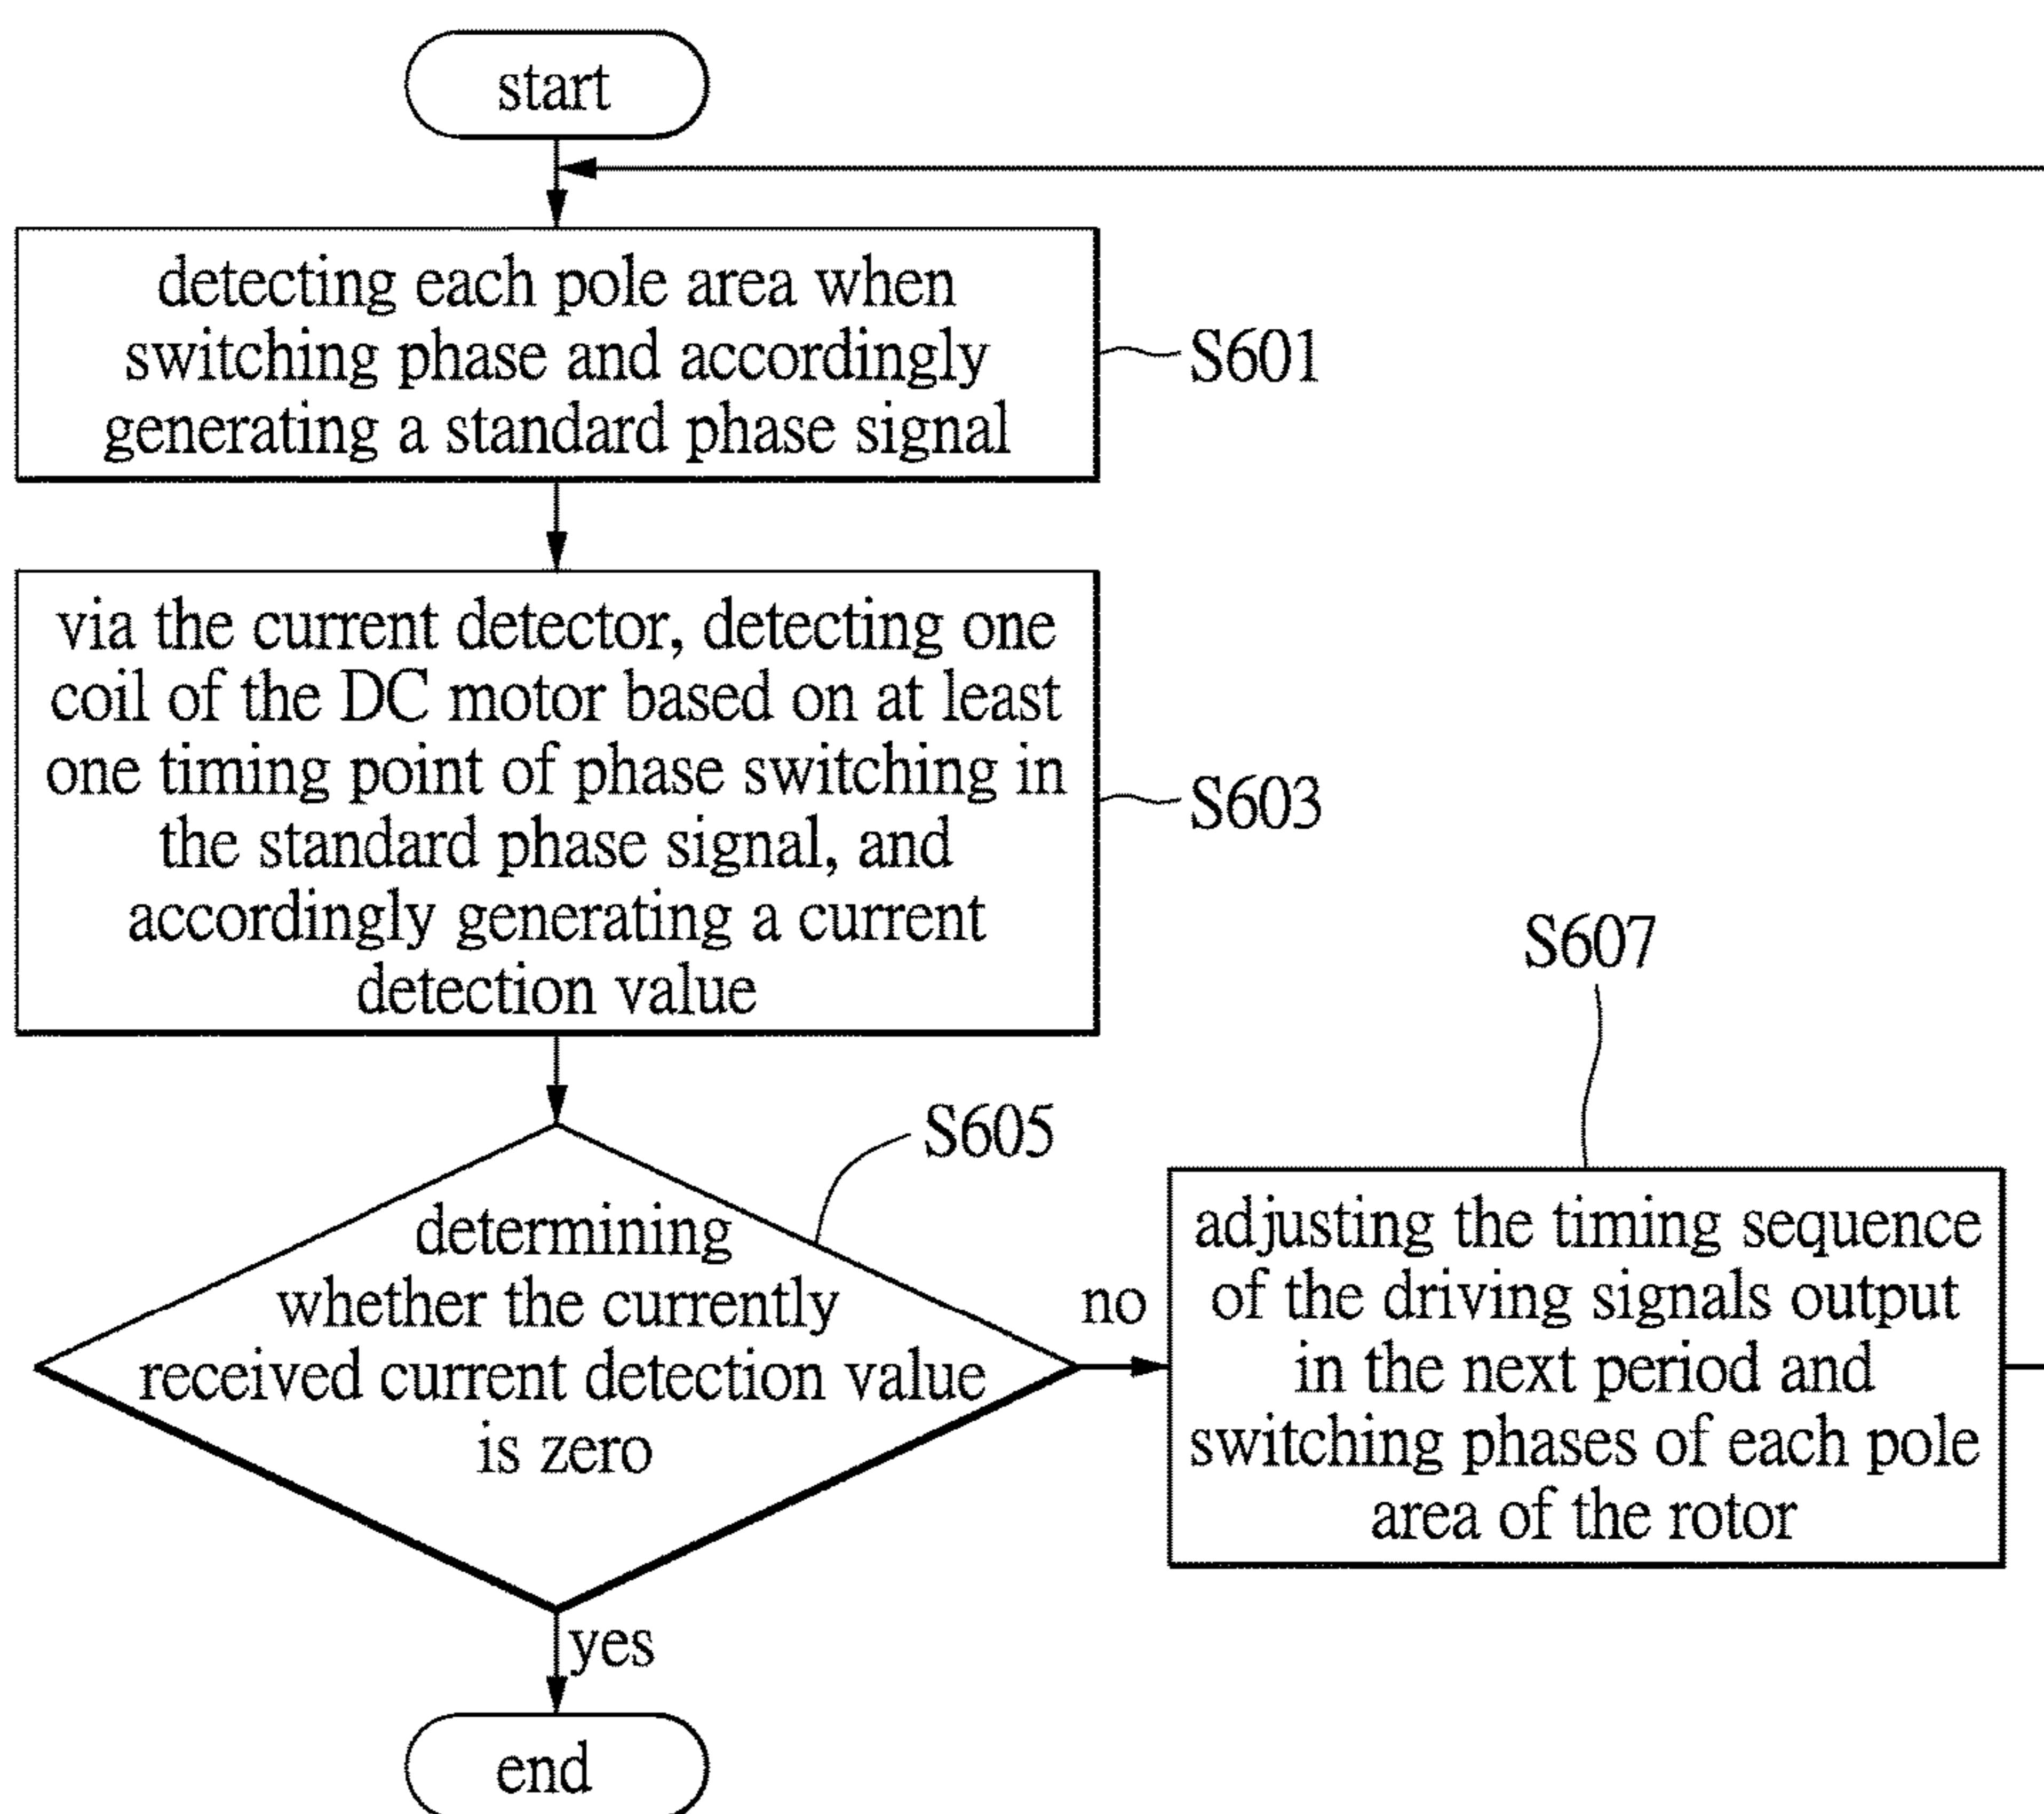 start
detecting each pole area when
switching phase and accordingly
generating a standard phase signal
S601
via the current detector, detecting one
coil of the DC motor based on at least
one timing point of phase switching in
the standard phase signal, and
accordingly generating a current
detection value
S603
S605
determining
whether the currently
received current detection value
is zero
no
S607
adjusting the timing sequence
of the driving signals output
in the next period and
switching phases of each pole
area of the rotor
yes
end